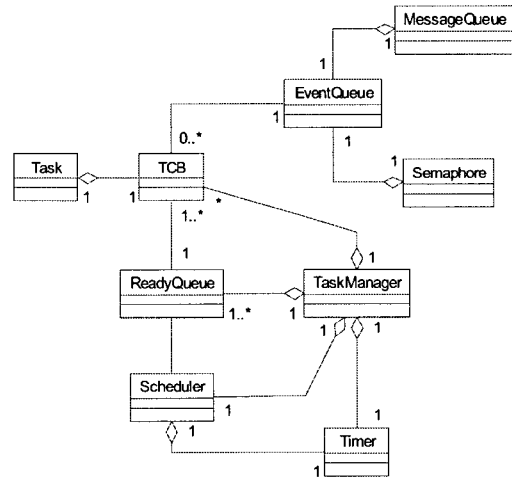 MessageQueue
1
1
EventQueue
1
0..*
1
Task
TCB
1
Semaphore
1
1
1..*
*
1
1
ReadyQueue
TaskManager
1..*
1
1
1
Scheduler
1
1
1
Timer
1